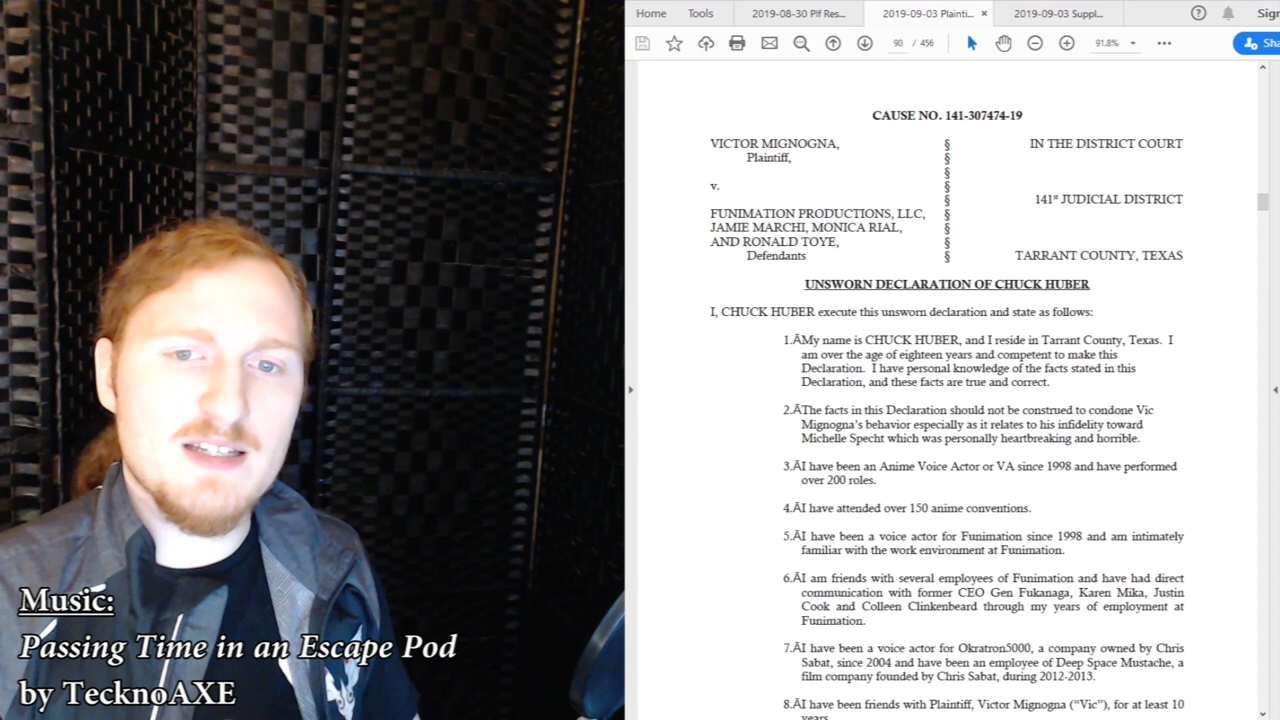 Home Tools 2019-08-30 Plf Res... 2019-09-03 Plainti... × 2019-09-03 Suppl... Sign
90 / 456 91.8% Sha
CAUSE NO. 141-307474-19
VICTOR MIGNOGNA, § IN THE DISTRICT COURT
Plaintiff, §
§
v. §
§ 141st JUDICIAL DISTRICT
FUNIMATION PRODUCTIONS, LLC, §
JAMIE MARCHI, MONICA RIAL, §
AND RONALD TOYE, §
Defendants § TARRANT COUNTY, TEXAS
UNSWORN DECLARATION OF CHUCK HUBER
I, CHUCK HUBER execute this unsworn declaration and state as follows:
1.ÂMy name is CHUCK HUBER, and I reside in Tarrant County, Texas. I
am over the age of eighteen years and competent to make this
Declaration. I have personal knowledge of the facts stated in this
Declaration, and these facts are true and correct.
2.ÂThe facts in this Declaration should not be construed to condone Vic
Mignogna's behavior especially as it relates to his infidelity toward
Michelle Specht which was personally heartbreaking and horrible.
3.ÂI have been an Anime Voice Actor or VA since 1998 and have performed
over 200 roles.
4.ÂI have attended over 150 anime conventions.
5.ÂI have been a voice actor for Funimation since 1998 and am intimately
familiar with the work environment at Funimation.
6.ÂI am friends with several employees of Funimation and have had direct
communication with former CEO Gen Fukanaga, Karen Mika, Justin
Cook and Colleen Clinkenbeard through my years of employment at
Funimation.
7.ÂI have been a voice actor for Okratron5000, a company owned by Chris
Sabat, since 2004 and have been an employee of Deep Space Mustache, a
film company founded by Chris Sabat, during 2012-2013.
8.ÂI have been friends with Plaintiff, Victor Mignogna ("Vic"), for at least 10
years.
Music:
Passing Time in an Escape Pod
by TecknoAXE